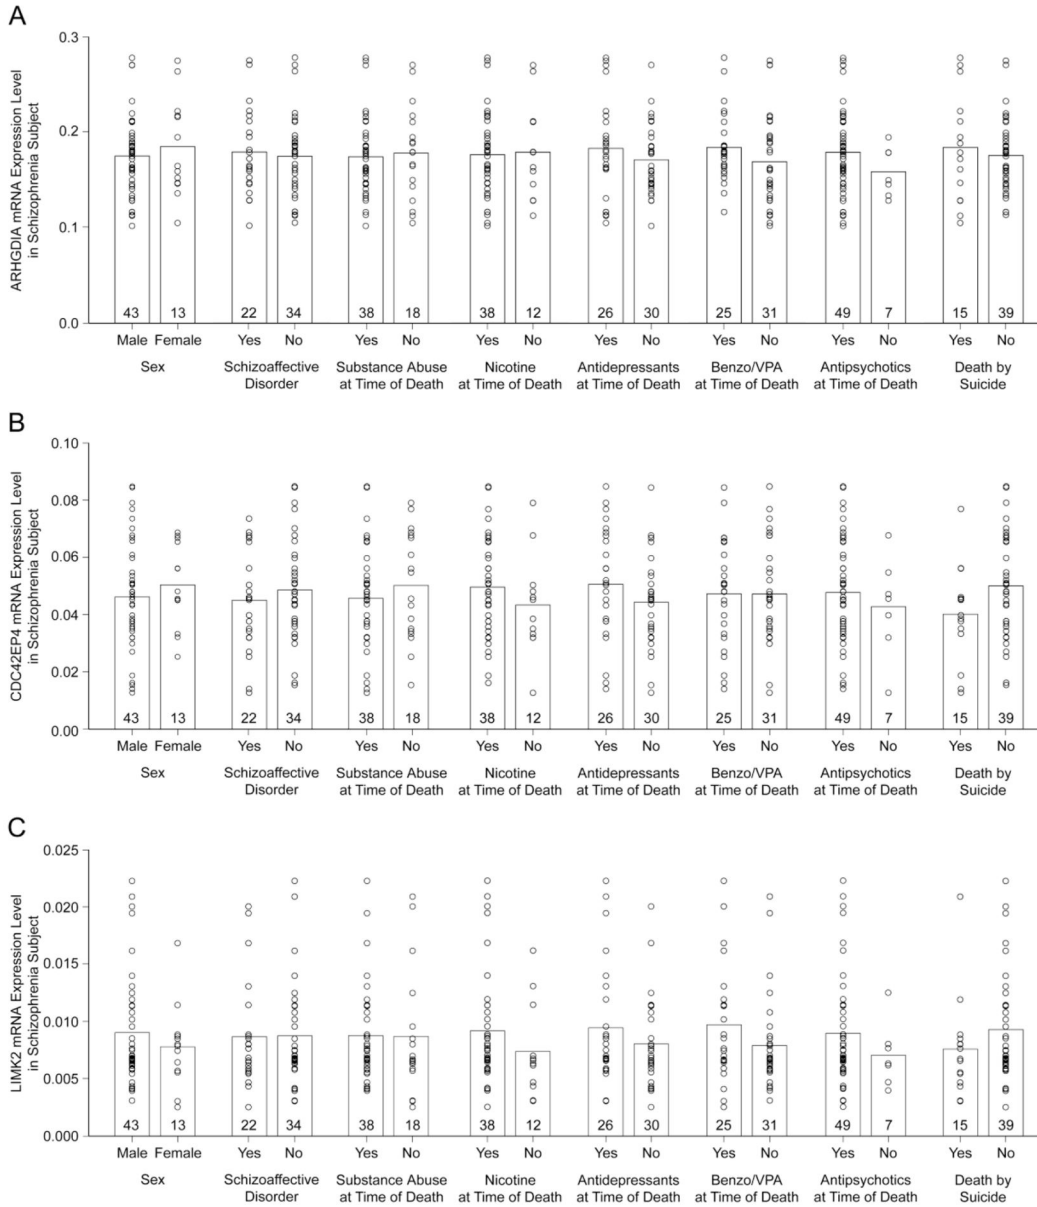 A
ARHGDIA mRNA Expression Level
in Schizophrenia Subject
0.3
0.2
0.1
0.0
43 13 22 34 38 18 38 12 26 30 25 31 49 7 15 39
Male Female Yes No Yes No Yes No Yes No Yes No Yes No Yes No
Sex Schizoaffective Substance Abuse Nicotine Antidepressants Benzo/VPA Antipsychotics Death by
Disorder at Time of Death at Time of Death at Time of Death at Time of Death at Time of Death Suicide
B
CDC42EP4 mRNA Expression Level
in Schizophrenia Subject
0.10
0.08
0.06
0.04
0.02
0.00
43 13 22 34 38 18 38 12 26 30 25 31 49 7 15 39
Male Female Yes No Yes No Yes No Yes No Yes No Yes No Yes No
Sex Schizoaffective Substance Abuse Nicotine Antidepressants Benzo/VPA Antipsychotics Death by
Disorder at Time of Death at Time of Death at Time of Death at Time of Death at Time of Death Suicide
C
LIMK2 mRNA Expression Level
in Schizophrenia Subject
0.025
0.020
0.015
0.010
0.005
0.000
43 13 22 34 38 18 38 12 26 30 25 31 49 7 15 39
Male Female Yes No Yes No Yes No Yes No Yes No Yes No Yes No
Sex Schizoaffective Substance Abuse Nicotine Antidepressants Benzo/VPA Antipsychotics Death by
Disorder at Time of Death at Time of Death at Time of Death at Time of Death at Time of Death Suicide